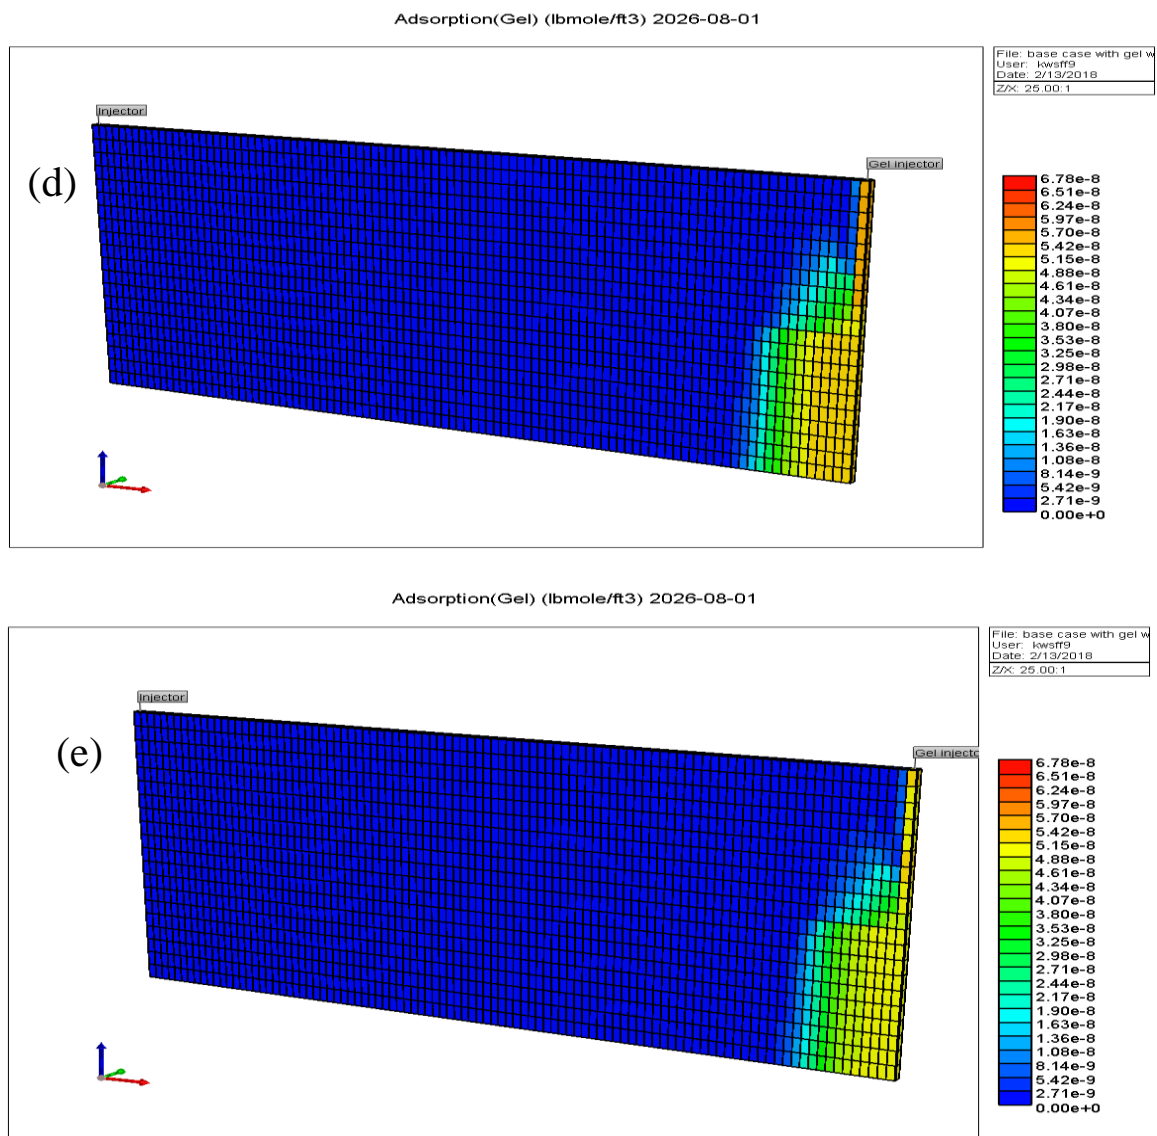 Adsorption(Gel) (lbmole/ft3) 2026-08-01
File: base case with gel w
User: kwsff9
Date: 2/13/2018
Z/X: 25.00:1
Injector
Gel injector
(d)
6.78e-8
6.51e-8
6.24e-8
5.97e-8
5.70e-8
5.42e-8
5.15e-8
4.88e-8
4.61e-8
4.34e-8
4.07e-8
3.80e-8
3.53e-8
3.25e-8
2.98e-8
2.71e-8
2.44e-8
2.17e-8
1.90e-8
1.63e-8
1.36e-8
1.08e-8
8.14e-9
5.42e-9
2.71e-9
0.00e+0
Adsorption(Gel) (lbmole/ft3) 2026-08-01
File: base case with gel w
User: kwsff9
Date: 2/13/2018
Z/X: 25.00:1
Injector
Gel injecto
(e)
6.78e-8
6.51e-8
6.24e-8
5.97e-8
5.70e-8
5.42e-8
5.15e-8
4.88e-8
4.61e-8
4.34e-8
4.07e-8
3.80e-8
3.53e-8
3.25e-8
2.98e-8
2.71e-8
2.44e-8
2.17e-8
1.90e-8
1.63e-8
1.36e-8
1.08e-8
8.14e-9
5.42e-9
2.71e-9
0.00e+0